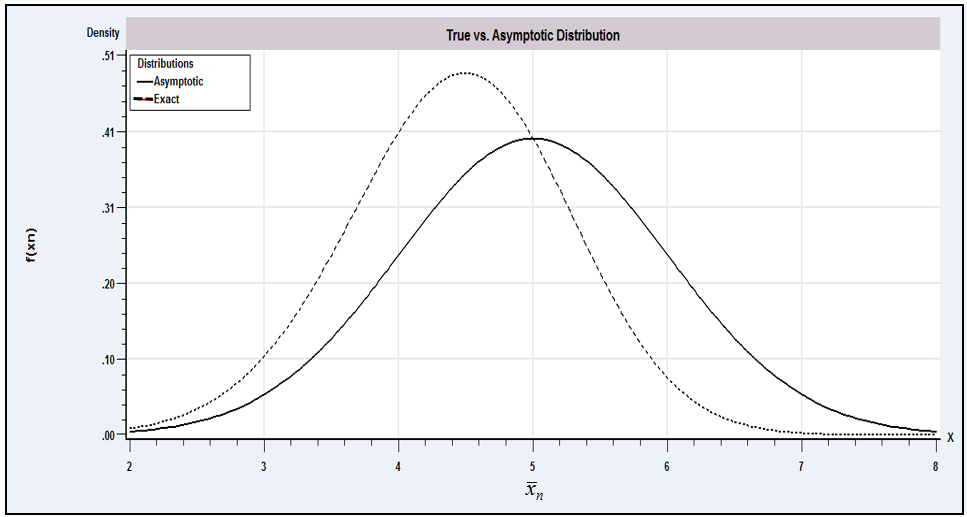 Density
True vs. Asymptotic Distribution
Distributions
Asymptotic
Exact
.51
.41
.31
.20
.10
.00
f(xn)
2 3 4 5 6 7 8
X
x̄n